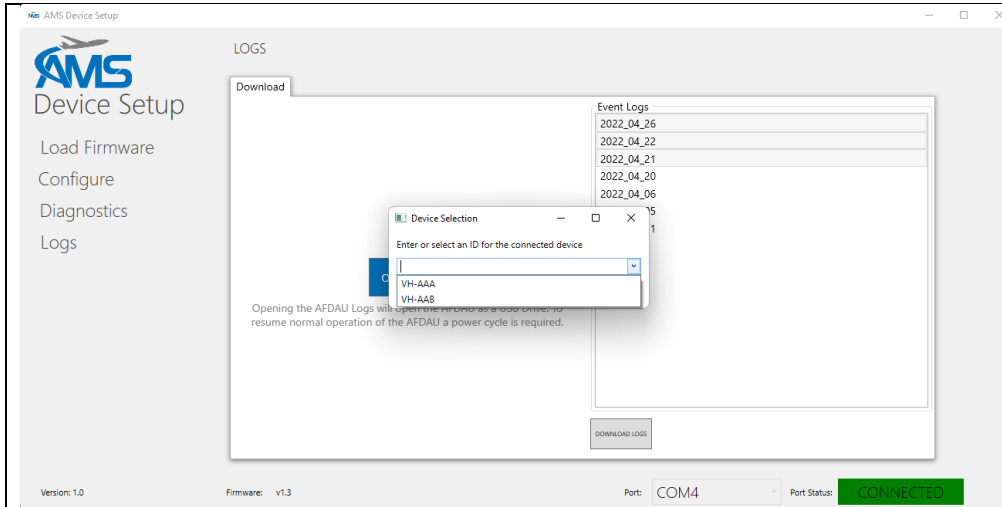 AMS Device Setup
AMS
Device Setup
Load Firmware
Configure
Diagnostics
Logs
LOGS
Download
Event Logs
2022_04_26
2022_04_22
2022_04_21
2022_04_20
2022_04_06
5
1
Device Selection
Enter or select an ID for the connected device
VH-AAA
VH-AAB
O
Opening the AFDAU Logs will open the AFDAU as a USB Drive. To
resume normal operation of the AFDAU a power cycle is required.
DOWNLOAD LOGS
Version: 1.0
Firmware: v1.3
Port: COM4
Port Status: CONNECTED